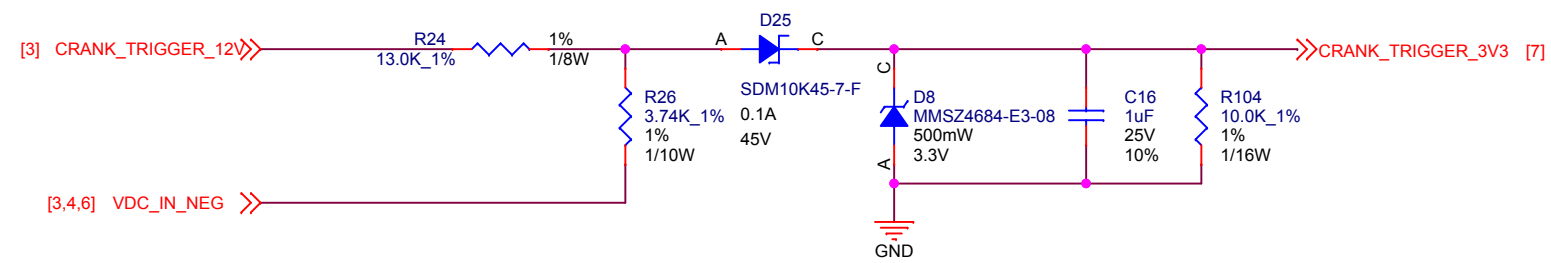 D25
[3] CRANK_TRIGGER_12V
R24
13.0K_1%
1%
1/8W
A
C
CRANK_TRIGGER_3V3 [7]
SDM10K45-7-F
0.1A
45V
R26
3.74K_1%
1%
1/10W
C
D8
MMSZ4684-E3-08
500mW
3.3V
A
C16
1uF
25V
10%
R104
10.0K_1%
1%
1/16W
[3,4,6] VDC_IN_NEG
GND